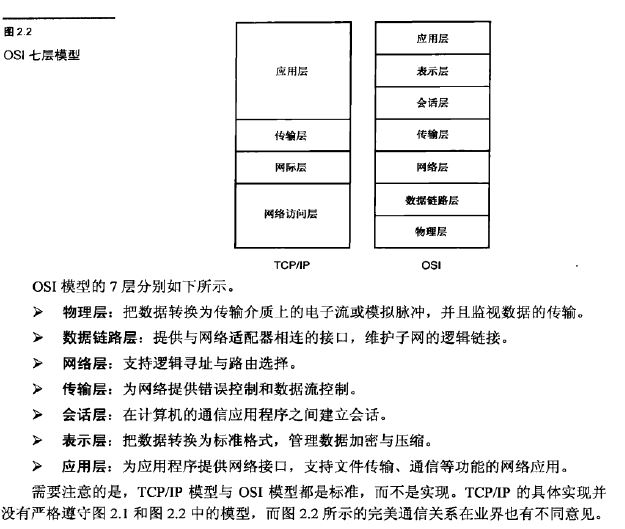 图2.2
OSI 七层模型
应用层
传输层
网际层
网络访问层
TCP/IP
应用层
表示层
会话层
传输层
网络层
数据链路层
物理层
OSI
OSI 模型的 7 层分别如下所示。
➢ 物理层：把数据转换为传输介质上的电子流或模拟脉冲，并且监视数据的传输。
➢ 数据链路层：提供与网络适配器相连的接口，维护子网的逻辑链接。
➢ 网络层：支持逻辑寻址与路由选择。
➢ 传输层：为网络提供错误控制和数据流控制。
➢ 会话层：在计算机的通信应用程序之间建立会话。
➢ 表示层：把数据转换为标准格式，管理数据加密与压缩。
➢ 应用层：为应用程序提供网络接口，支持文件传输、通信等功能的网络应用。
需要注意的是，TCP/IP 模型与 OSI 模型都是标准，而不是实现。TCP/IP 的具体实现并
没有严格遵守图 2.1 和图 2.2 中的模型，而图 2.2 所示的完美通信关系在业界也有不同意见。